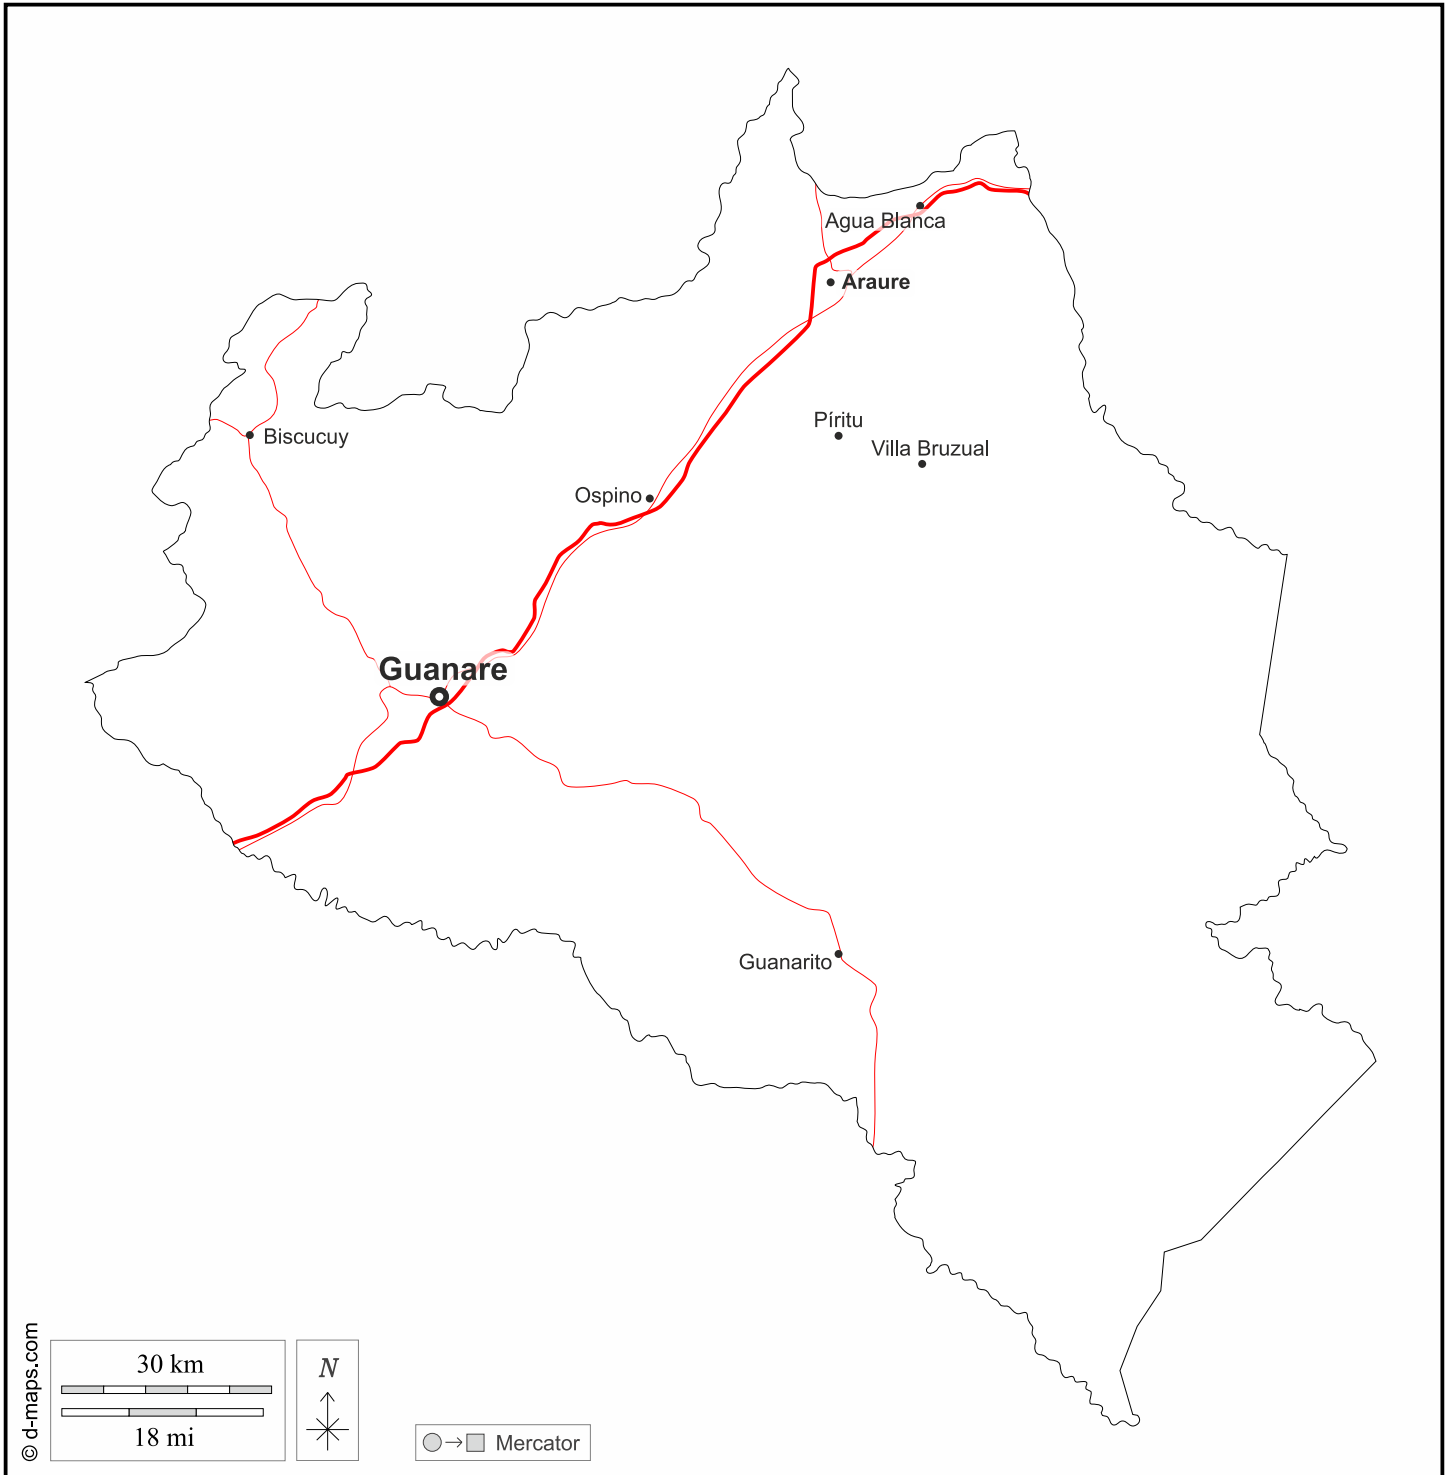 Agua Blanca
Araure
Píritu
Biscucuy
Villa Bruzual
Ospino
Guanare
Guanarito
30 km
18 mi
N
Mercator
© d-maps.com